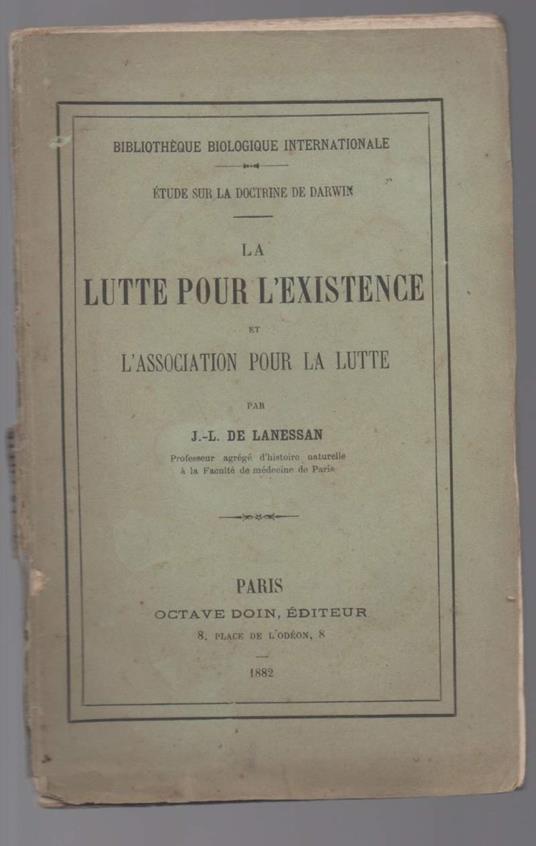 BIBLIOTHÈQUE BIOLOGIQUE INTERNATIONALE
ÉTUDE SUR LA DOCTRINE DE DARWIN
LA
LUTTE POUR L'EXISTENCE
ET
L'ASSOCIATION POUR LA LUTTE
PAR
J.-L. DE LANESSAN
Professeur agrégé d'histoire naturelle
à la Faculté de médecine de Paris
PARIS
OCTAVE DOIN, ÉDITEUR
8, PLACE DE L'ODÉON, 8
1882